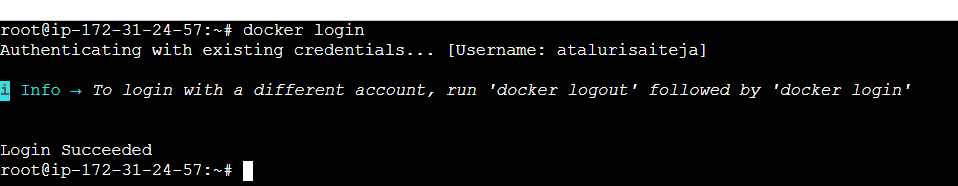 root@ip-172-31-24-57:~# docker login
Authenticating with existing credentials... [Username: atalurisaiteja]
i Info → To login with a different account, run 'docker logout' followed by 'docker login'
Login Succeeded
root@ip-172-31-24-57:~#